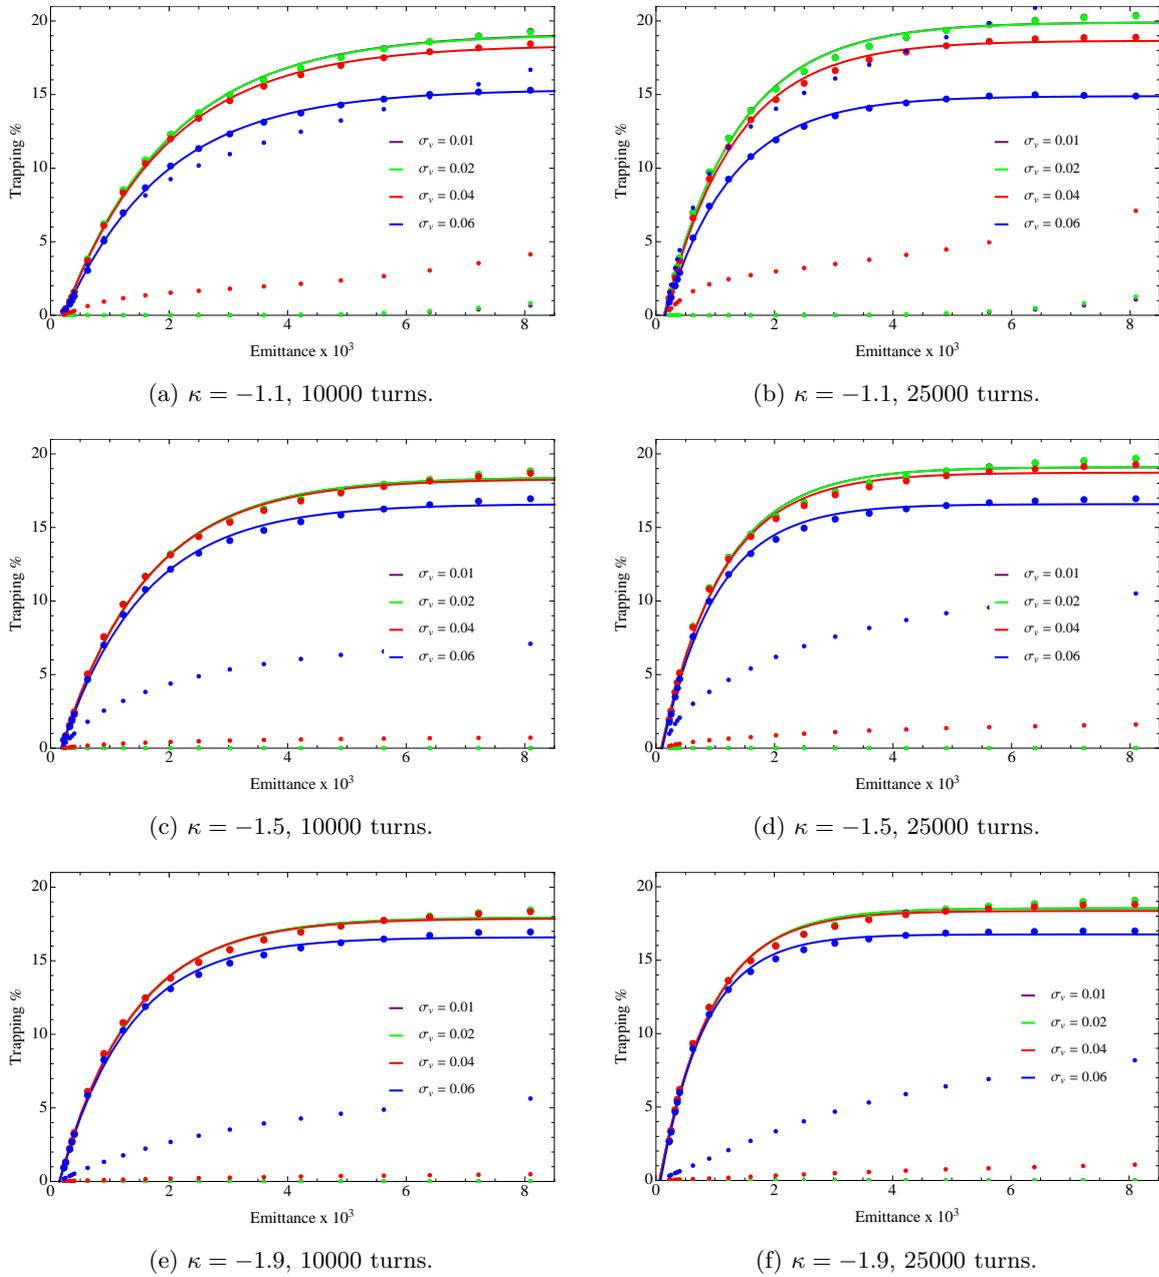 20
15
10
5
0
0
2
4
6
8
Trapping %
Emittance x 10³
σᵥ = 0.01
σᵥ = 0.02
σᵥ = 0.04
σᵥ = 0.06
(a) κ = −1.1, 10000 turns.
20
15
10
5
0
0
2
4
6
8
Trapping %
Emittance x 10³
σᵥ = 0.01
σᵥ = 0.02
σᵥ = 0.04
σᵥ = 0.06
(b) κ = −1.1, 25000 turns.
20
15
10
5
0
0
2
4
6
8
Trapping %
Emittance x 10³
σᵥ = 0.01
σᵥ = 0.02
σᵥ = 0.04
σᵥ = 0.06
(c) κ = −1.5, 10000 turns.
20
15
10
5
0
0
2
4
6
8
Trapping %
Emittance x 10³
σᵥ = 0.01
σᵥ = 0.02
σᵥ = 0.04
σᵥ = 0.06
(d) κ = −1.5, 25000 turns.
20
15
10
5
0
0
2
4
6
8
Trapping %
Emittance x 10³
σᵥ = 0.01
σᵥ = 0.02
σᵥ = 0.04
σᵥ = 0.06
(e) κ = −1.9, 10000 turns.
20
15
10
5
0
0
2
4
6
8
Trapping %
Emittance x 10³
σᵥ = 0.01
σᵥ = 0.02
σᵥ = 0.04
σᵥ = 0.06
(f) κ = −1.9, 25000 turns.